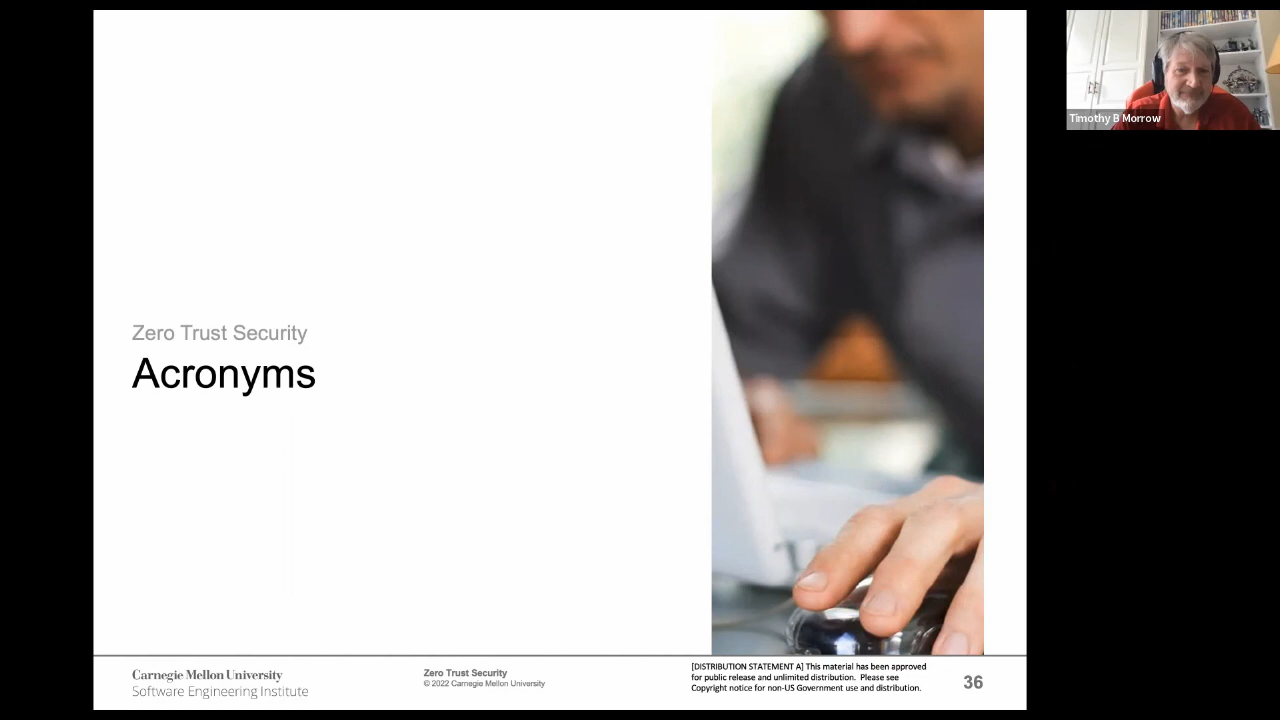 Timothy B Morrow
Zero Trust Security
Acronyms
Carnegie Mellon University
Software Engineering Institute
Zero Trust Security
© 2022 Carnegie Mellon University
[DISTRIBUTION STATEMENT A] This material has been approved
for public release and unlimited distribution. Please see
Copyright notice for non-US Government use and distribution.
36